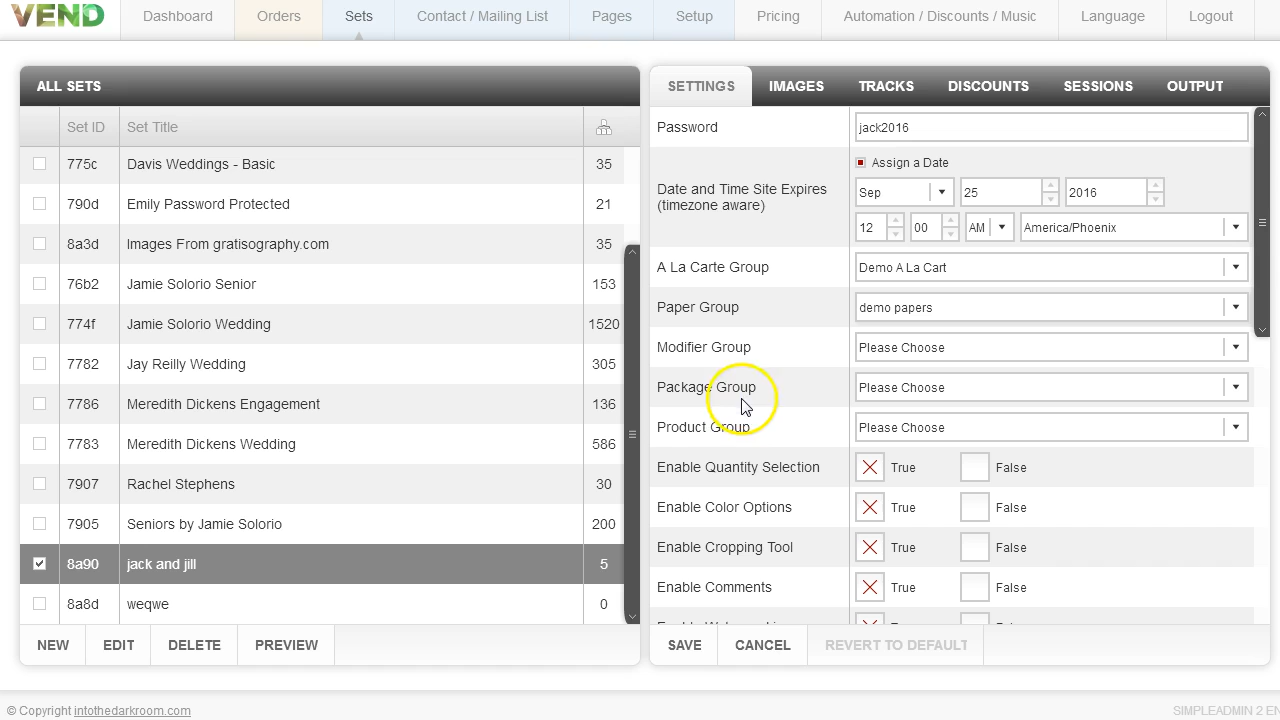 VEND Dashboard Orders Sets Contact / Mailing List Pages Setup Pricing Automation / Discounts / Music Language Logout
ALL SETS
Set ID Set Title
775c Davis Weddings - Basic 35
790d Emily Password Protected 21
8a3d Images From gratisography.com 35
76b2 Jamie Solorio Senior 153
774f Jamie Solorio Wedding 1520
7782 Jay Reilly Wedding 305
7786 Meredith Dickens Engagement 136
7783 Meredith Dickens Wedding 586
7907 Rachel Stephens 30
7905 Seniors by Jamie Solorio 200
8a90 jack and jill 5
8a8d weqwe 0
NEW EDIT DELETE PREVIEW
SETTINGS IMAGES TRACKS DISCOUNTS SESSIONS OUTPUT
Password jack2016
Assign a Date
Date and Time Site Expires
(timezone aware)
Sep 25 2016
12 00 AM America/Phoenix
A La Carte Group Demo A La Cart
Paper Group demo papers
Modifier Group Please Choose
Package Group Please Choose
Product Group Please Choose
Enable Quantity Selection True False
Enable Color Options True False
Enable Cropping Tool True False
Enable Comments True False
SAVE CANCEL REVERT TO DEFAULT
© Copyright intothedarkroom.com
SIMPLEADMIN 2 EN